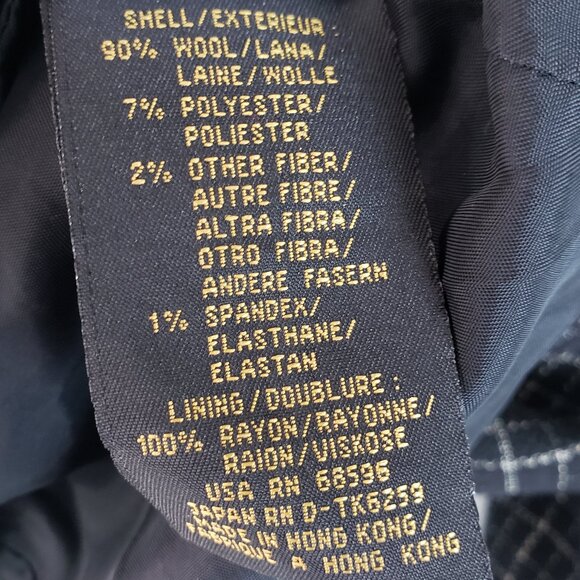 SHELL/EXTERIEUR:
90% WOOL/LANA/
LAINE/WOLLE
7% POLYESTER/
POLIESTER
2% OTHER FIBER/
AUTRE FIBRE/
ALTRA FIBRA/
OTRO FIBRA/
ANDERE FASERN
1% SPANDEX/
ELASTHANE/
ELASTAN
LINING/DOUBLURE:
100% RAYON/RAYONNE/
RAION/VISKOSE
USA RN 68596
JAPAN RN D-TK6259
MADE IN HONG KONG/
FABRIQUE A HONG KONG